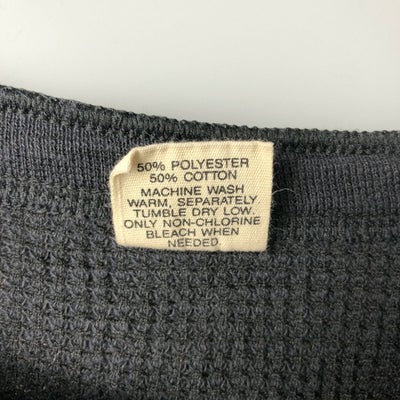 50% POLYESTER
50% COTTON
MACHINE WASH
WARM, SEPARATELY,
TUMBLE DRY LOW,
ONLY NON-CHLORINE
BLEACH WHEN
NEEDED.